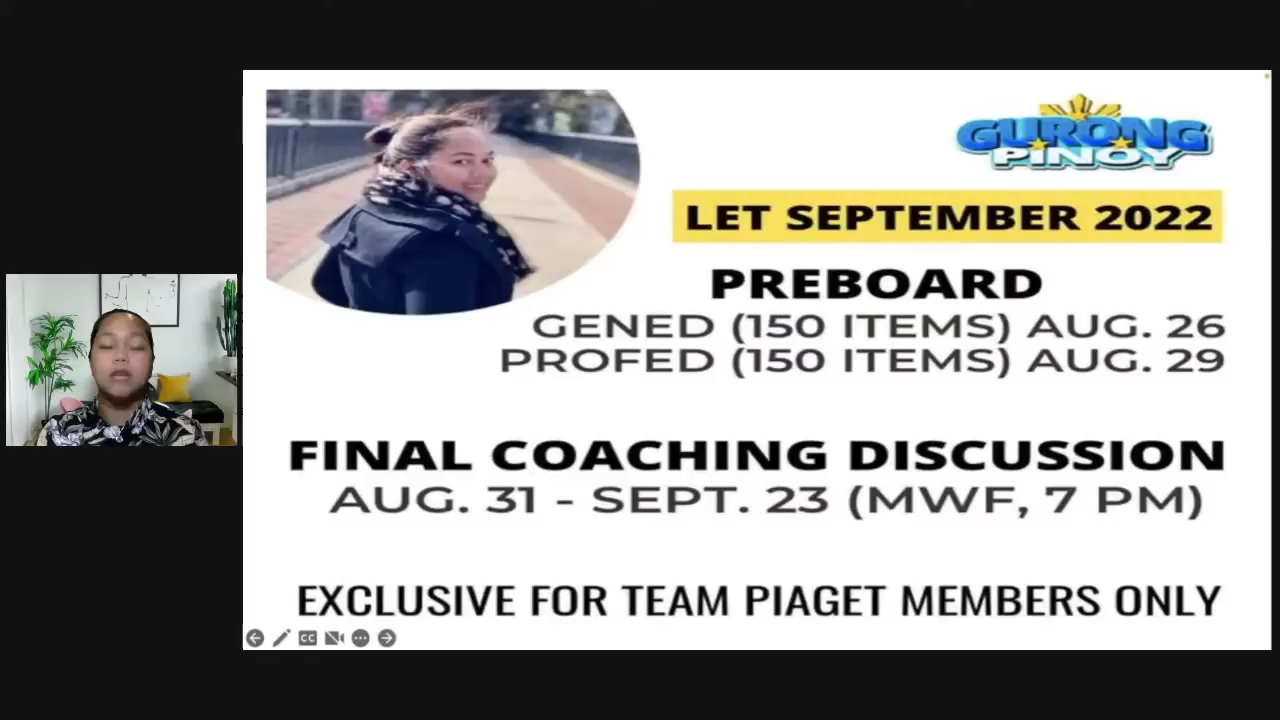 GURONG
PINOY
LET SEPTEMBER 2022
PREBOARD
GENED (150 ITEMS) AUG. 26
PROFED (150 ITEMS) AUG. 29
FINAL COACHING DISCUSSION
AUG. 31 - SEPT. 23 (MWF, 7 PM)
EXCLUSIVE FOR TEAM PIAGET MEMBERS ONLY
CC